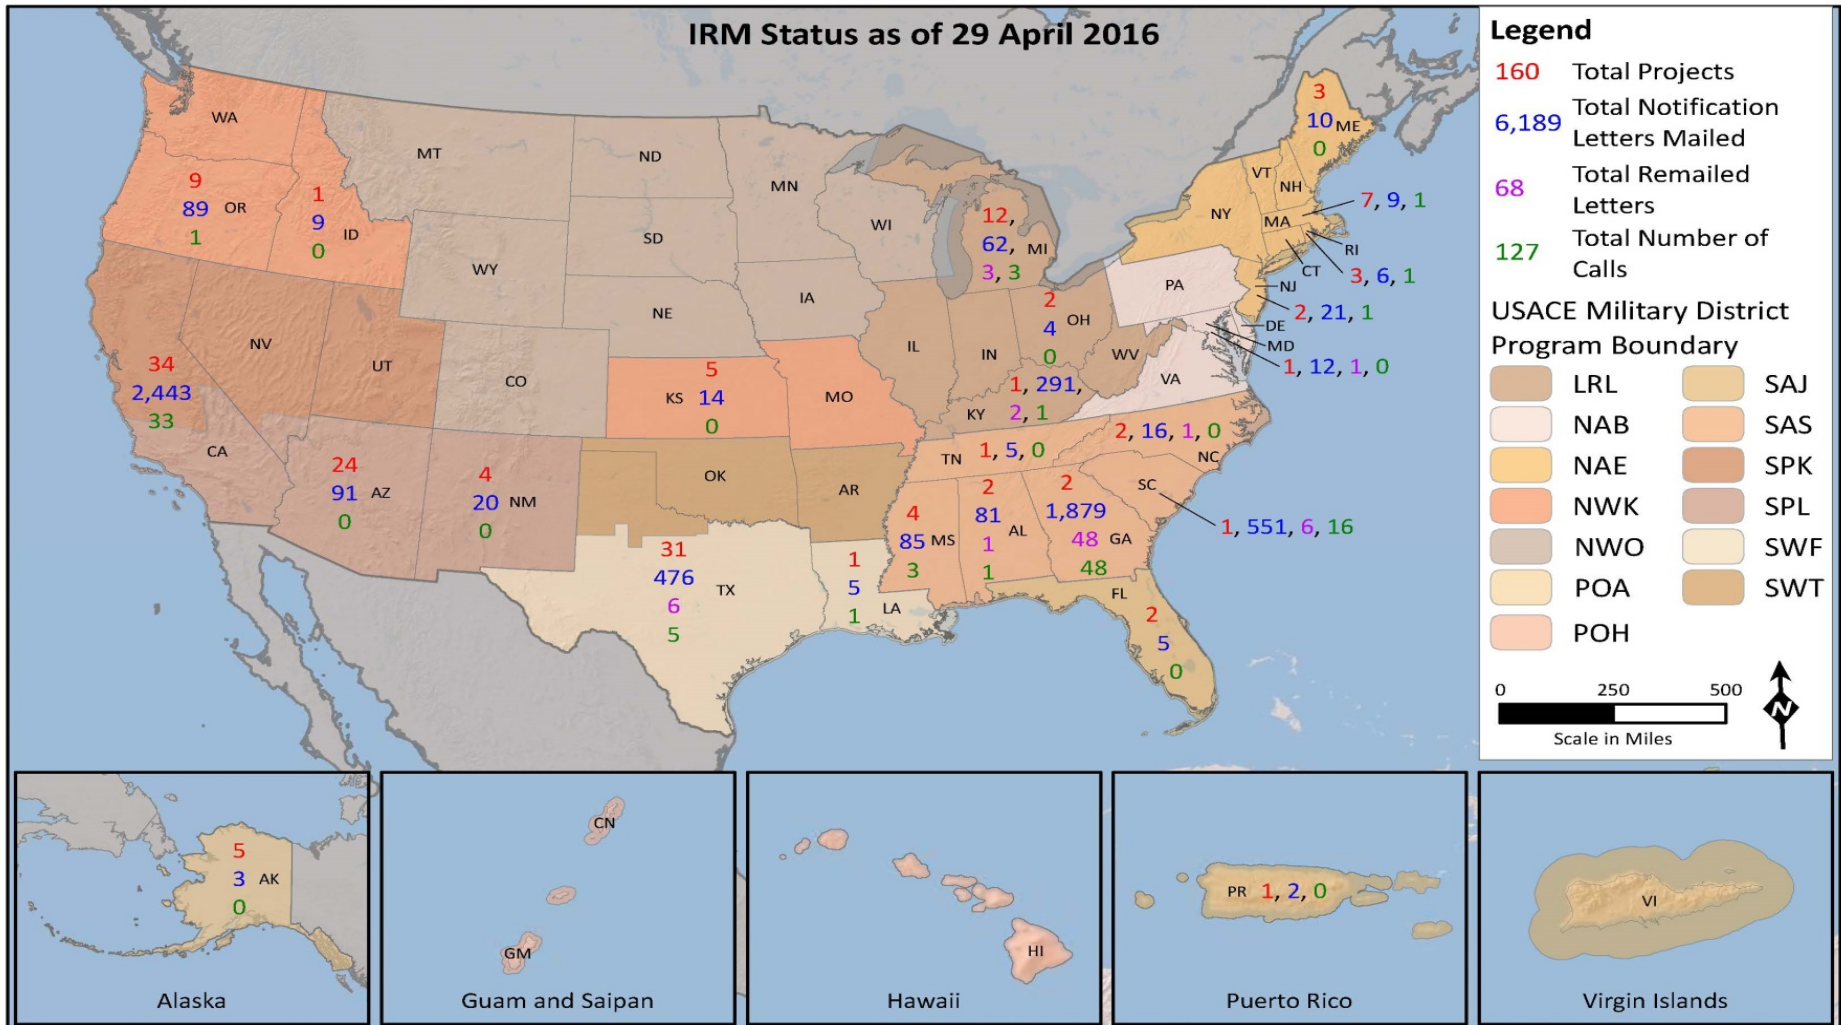 IRM Status as of 29 April 2016
WA
MT
ND
MN
9
89 OR
1
1
9
ID
0
SD
WI
WY
NE
IA
12,
62, MI
3, 3
3
10 ME
0
VT
NH
NY
MA
7, 9, 1
RI
CT
3, 6, 1
PA
NJ
2, 21, 1
DE
MD
1, 12, 1, 0
VA
WV
2
4 OH
0
IL
IN
NV
UT
CO
34
2,443
33
CA
5
KS 14
0
MO
1, 291,
KY 2, 1
2, 16, 1, 0
NC
TN 1, 5, 0
24
91 AZ
0
4
20 NM
0
OK
AR
SC
1, 551, 6, 16
4
85 MS
3
2
81
AL
1
1
2
1,879
48 GA
48
31
476
TX
6
5
1
5
LA
1
FL
2
5
0
Legend
160 Total Projects
6,189 Total Notification
Letters Mailed
68 Total Remailed
Letters
127 Total Number of
Calls
USACE Military District
Program Boundary
LRL SAJ
NAB SAS
NAE SPK
NWK SPL
NWO SWF
POA SWT
POH
0 250 500
Scale in Miles
N
5
3 AK
0
Alaska
CN
GM
Guam and Saipan
HI
Hawaii
PR 1, 2, 0
Puerto Rico
VI
Virgin Islands